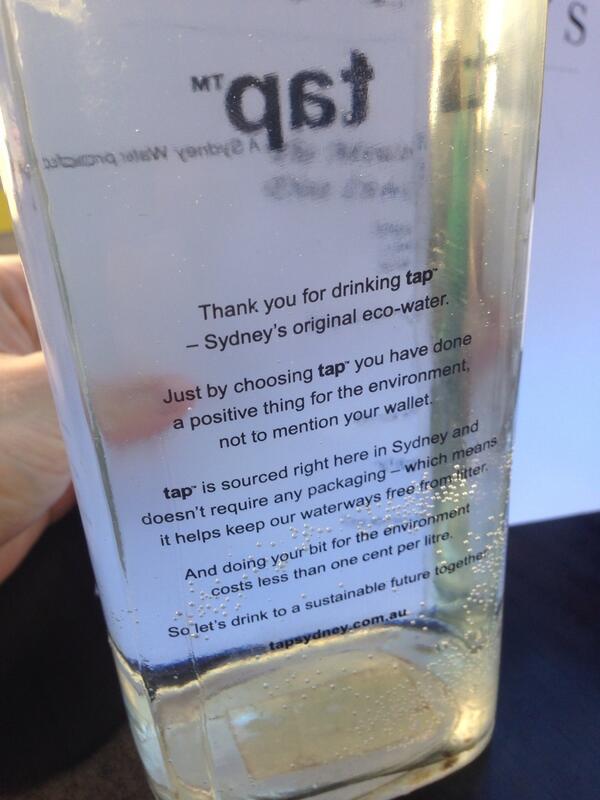 S
tap™
A Sydney Water product
Thank you for drinking tap™
– Sydney's original eco-water.
Just by choosing tap™ you have done
a positive thing for the environment,
not to mention your wallet.
tap™ is sourced right here in Sydney and
doesn't require any packaging – which means
it helps keep our waterways free from litter.
And doing your bit for the environment
costs less than one cent per litre.
So let's drink to a sustainable future together
tapsydney.com.au